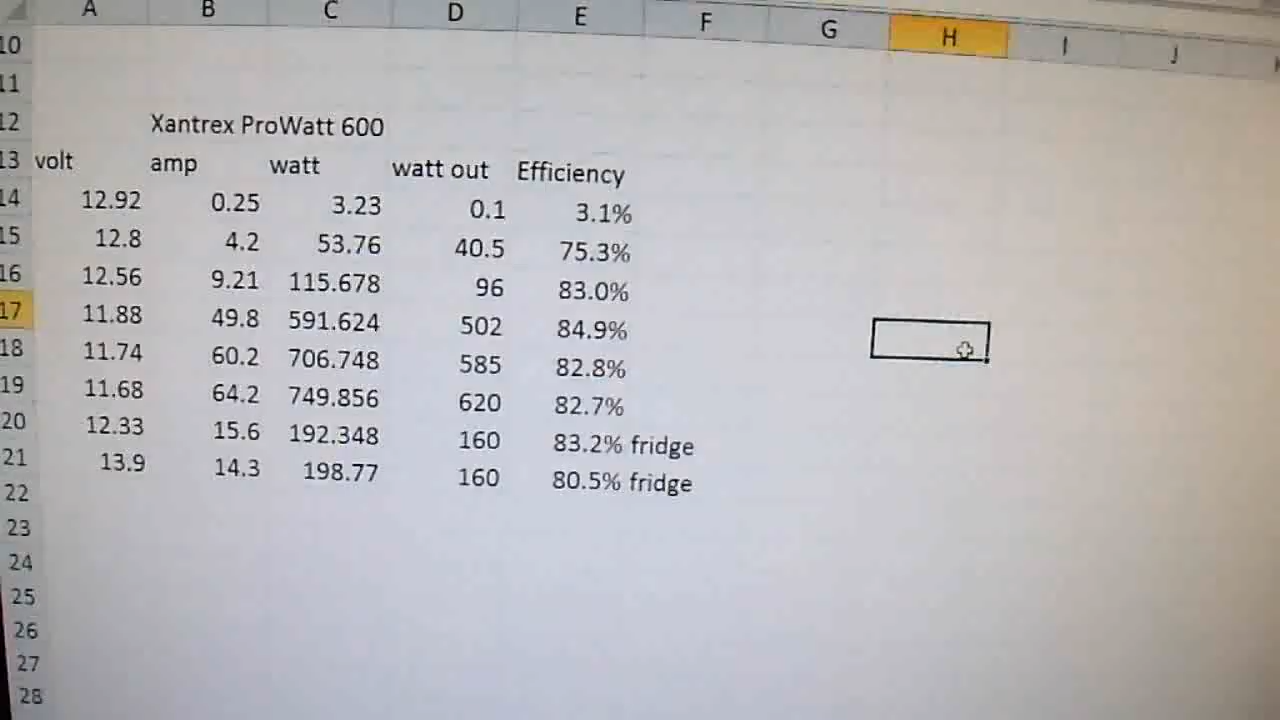 A B C D E F G H I J
10
11
12 Xantrex ProWatt 600
13 volt amp watt watt out Efficiency
14 12.92 0.25 3.23 0.1 3.1%
15 12.8 4.2 53.76 40.5 75.3%
16 12.56 9.21 115.678 96 83.0%
17 11.88 49.8 591.624 502 84.9%
18 11.74 60.2 706.748 585 82.8%
19 11.68 64.2 749.856 620 82.7%
20 12.33 15.6 192.348 160 83.2% fridge
21 13.9 14.3 198.77 160 80.5% fridge
22
23
24
25
26
27
28